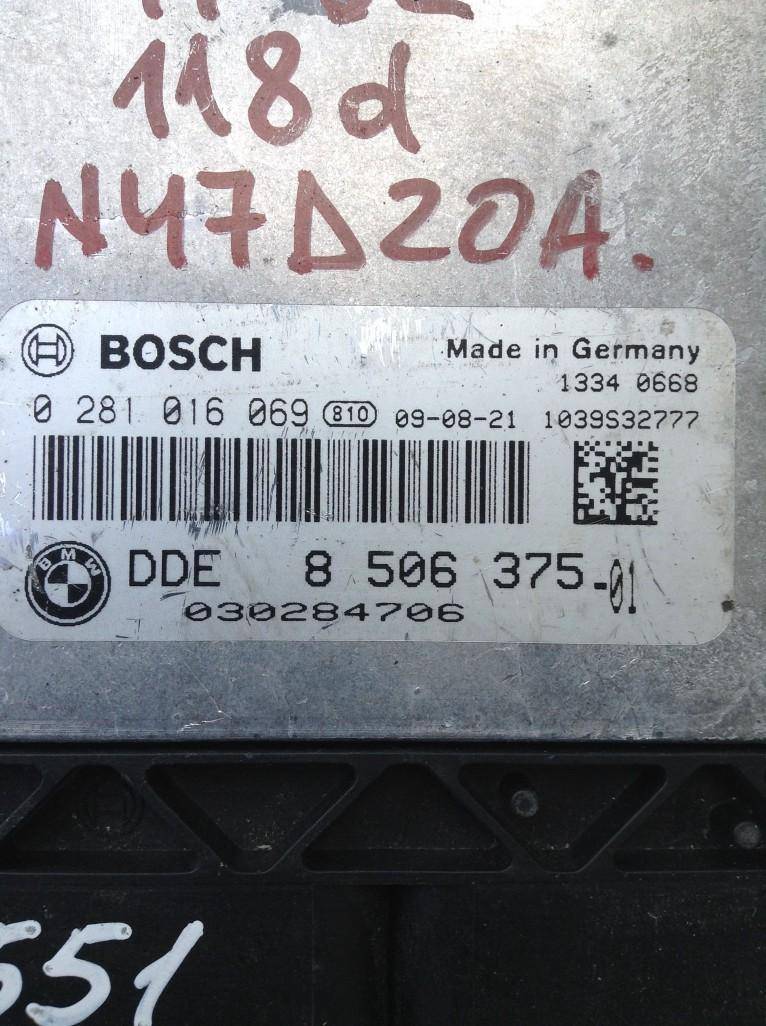 118d
N47D20A.
BOSCH Made in Germany
1334 0668
0 281 016 069 810 09-08-21 1039S32777
BMW DDE 8 506 375-01
030284706
551